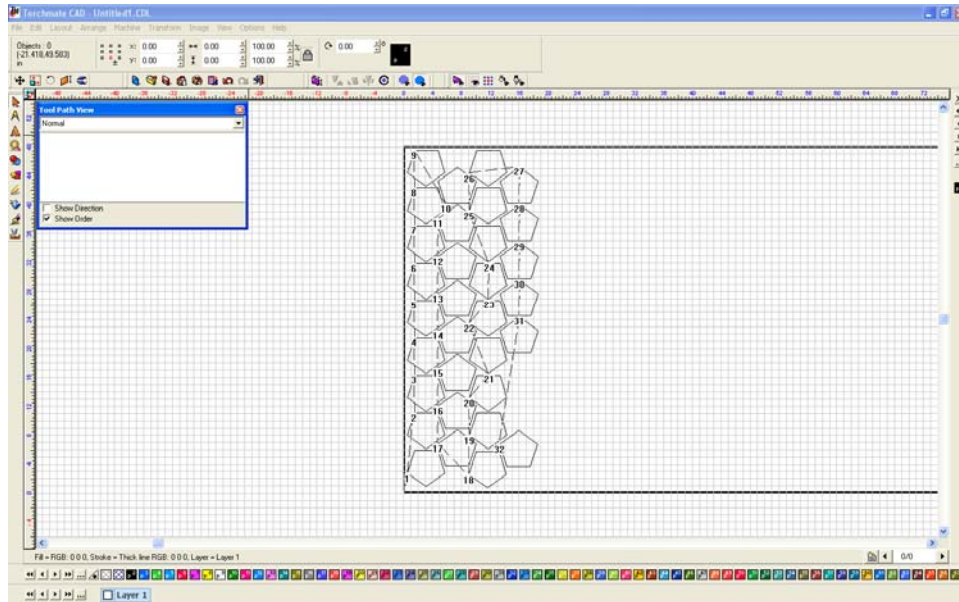 Torchmate CAD - Untitled1.CDL
File Edit Layout Arrange Machine Transform Image View Options Help
Objects : 0
(-21.418,49.583)
in
x: 0.00 0.00 100.00 % 0.00 °
y: 0.00 0.00 100.00 %
Tool Path View
Normal
Show Direction
Show Order
9
27
26
8
10
28
25
11
7
29
12
24
6
30
13
5
23
31
22
14
4
15
3
21
20
16
2
19
17
32
1
18
Fill = RGB: 0 0 0, Stroke = Thick line RGB: 0 0 0, Layer = Layer 1
0/0
Layer 1